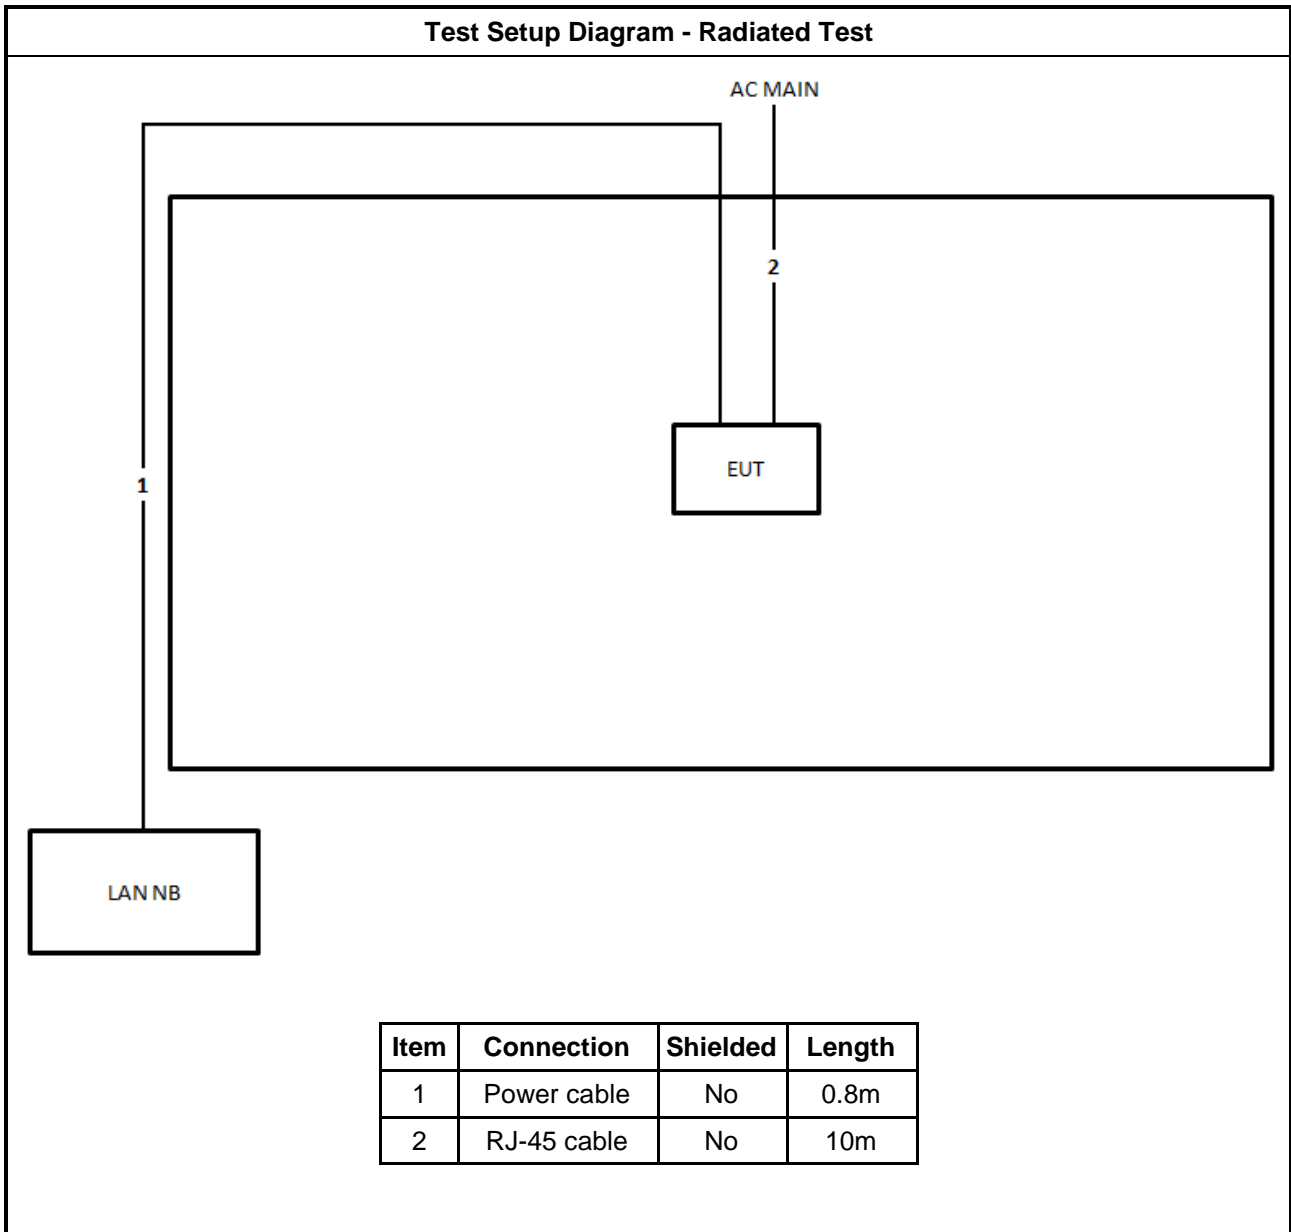 Test Setup Diagram - Radiated Test
AC MAIN
2
EUT
1
LAN NB
Item Connection Shielded Length
1 Power cable No 0.8m
2 RJ-45 cable No 10m